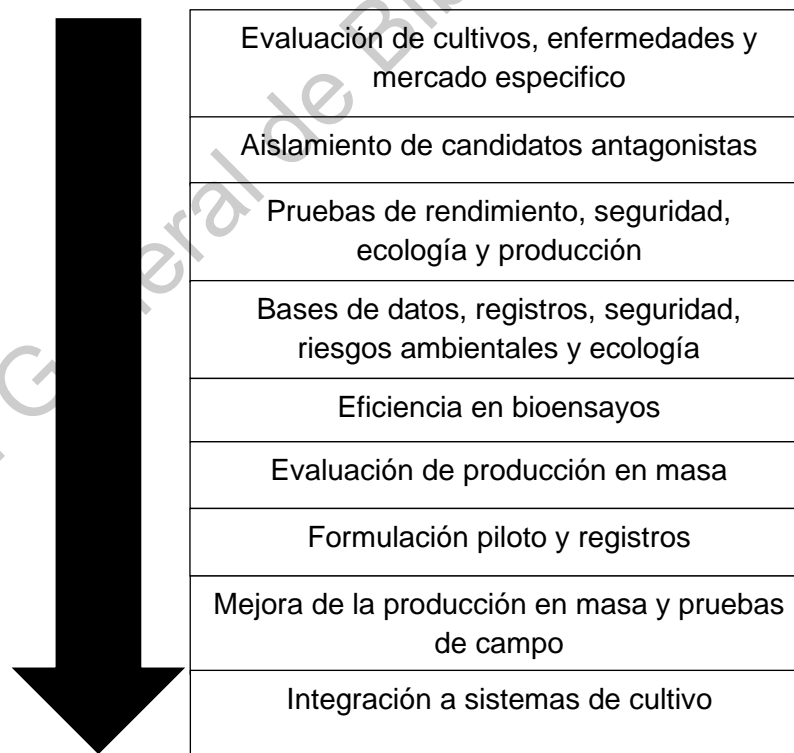 Evaluación de cultivos, enfermedades y
mercado especifico
Aislamiento de candidatos antagonistas
Pruebas de rendimiento, seguridad,
ecología y producción
Bases de datos, registros, seguridad,
riesgos ambientales y ecología
Eficiencia en bioensayos
Evaluación de producción en masa
Formulación piloto y registros
Mejora de la producción en masa y pruebas
de campo
Integración a sistemas de cultivo
General de